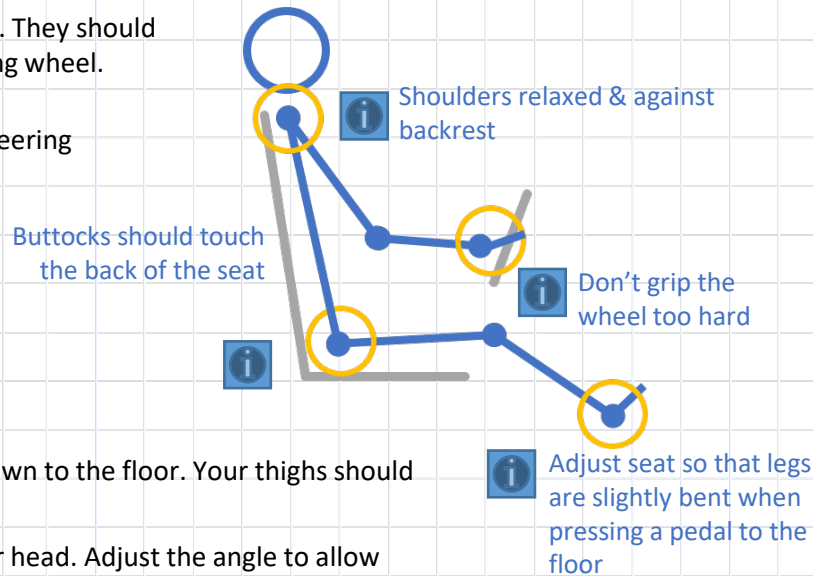 . They should
ng wheel.
Shoulders relaxed & against
backrest
eering
Buttocks should touch
the back of the seat
Don’t grip the
wheel too hard
wn to the floor. Your thighs should
Adjust seat so that legs
are slightly bent when
pressing a pedal to the
floor
r head. Adjust the angle to allow